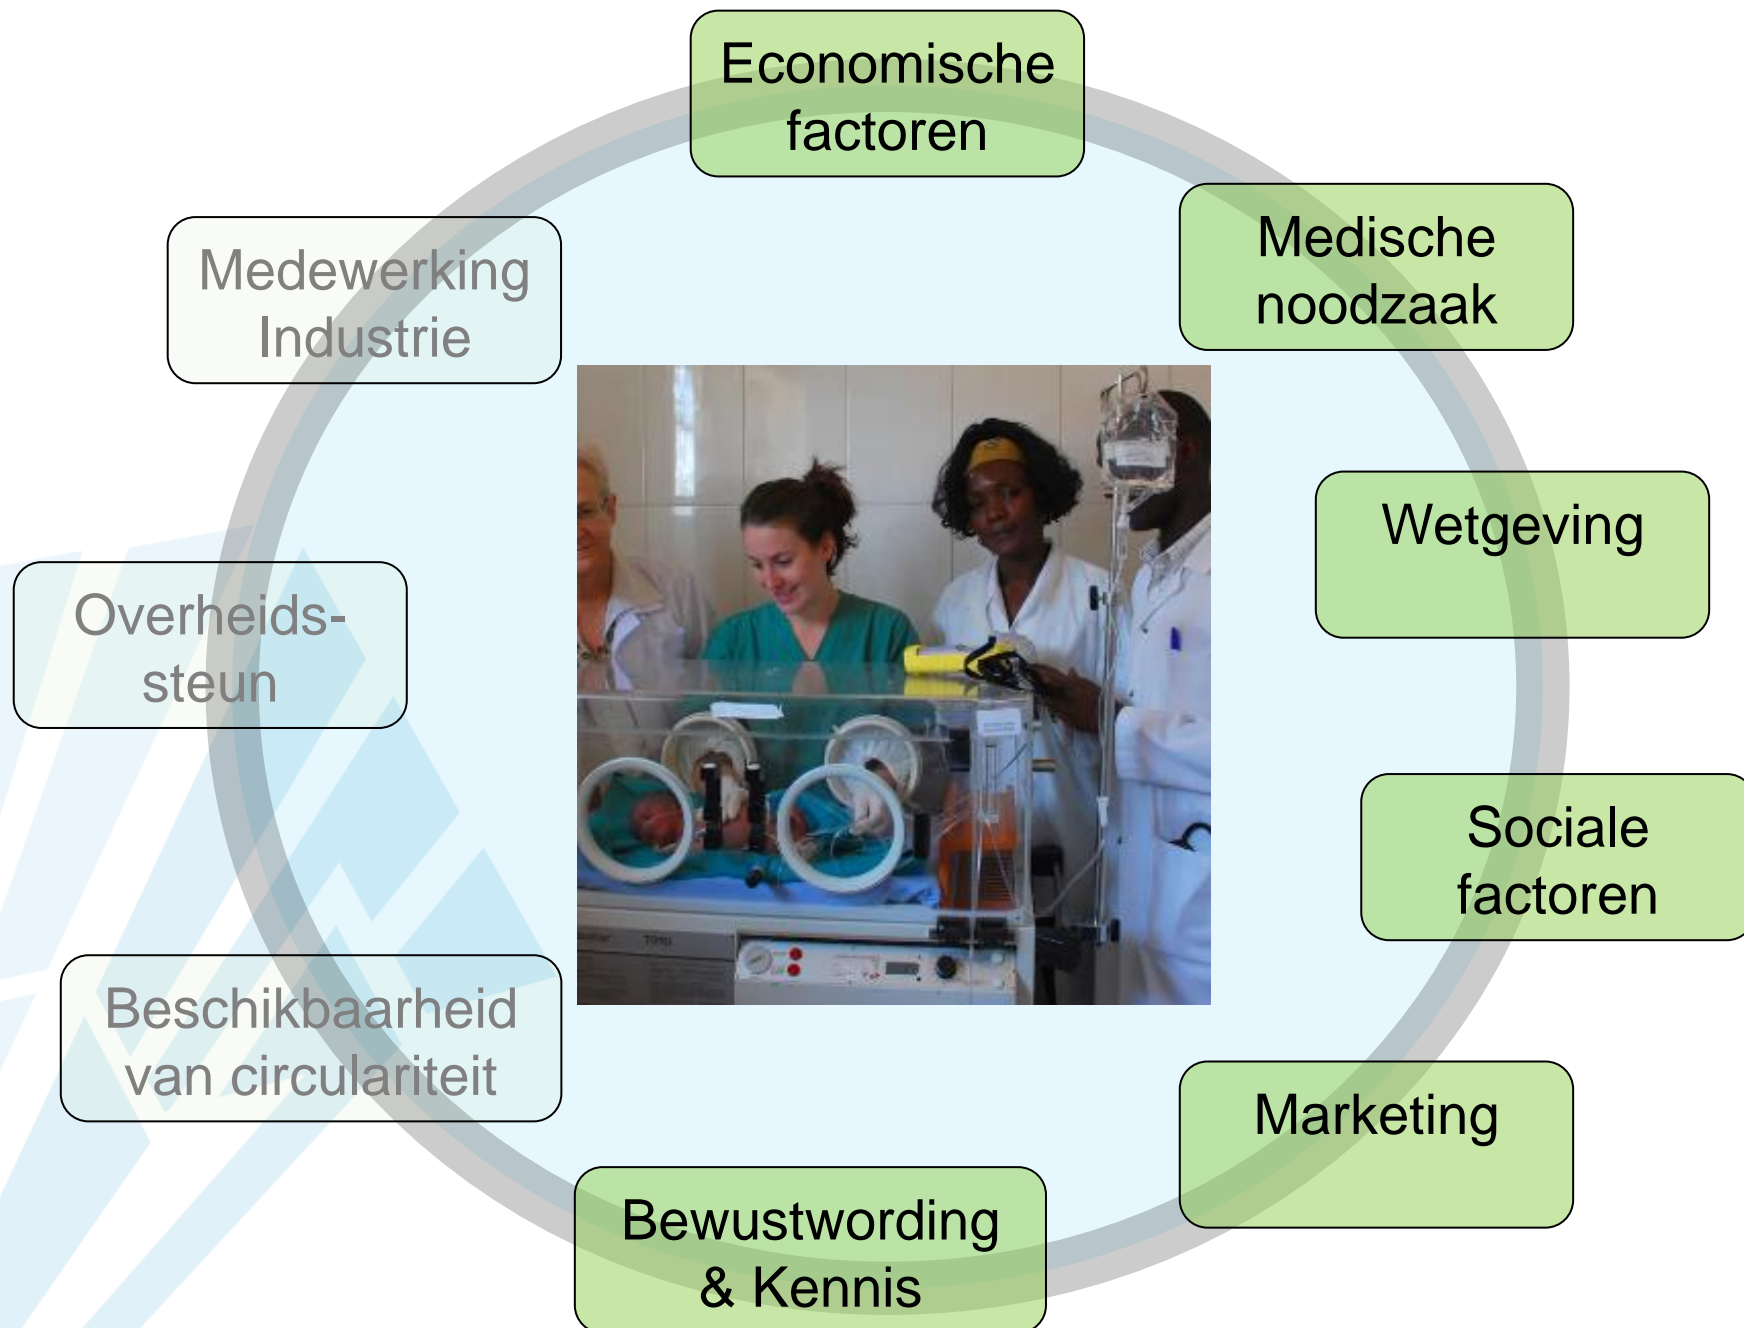 Economische
factoren
Medische
noodzaak
Wetgeving
Sociale
factoren
Marketing
Bewustwording
& Kennis
Beschikbaarheid
van circulariteit
Overheids-
steun
Medewerking
Industrie